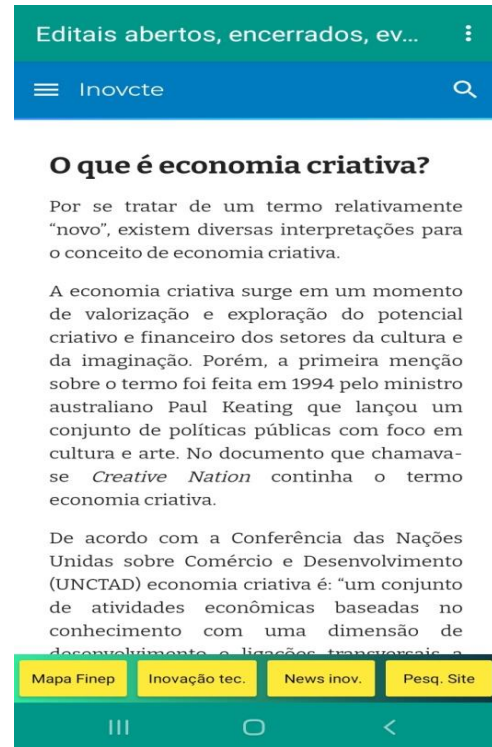 Editais abertos, encerrados, ev...
Inovcte
O que é economia criativa?
Por se tratar de um termo relativamente
“novo”, existem diversas interpretações para
o conceito de economia criativa.
A economia criativa surge em um momento
de valorização e exploração do potencial
criativo e financeiro dos setores da cultura e
da imaginação. Porém, a primeira menção
sobre o termo foi feita em 1994 pelo ministro
australiano Paul Keating que lançou um
conjunto de políticas públicas com foco em
cultura e arte. No documento que chamava-
se Creative Nation continha o termo
economia criativa.
De acordo com a Conferência das Nações
Unidas sobre Comércio e Desenvolvimento
(UNCTAD) economia criativa é: “um conjunto
de atividades econômicas baseadas no
conhecimento com uma dimensão de
desenvolvimento e ligações transversais a
Mapa Finep
Inovação tec.
News inov.
Pesq. Site